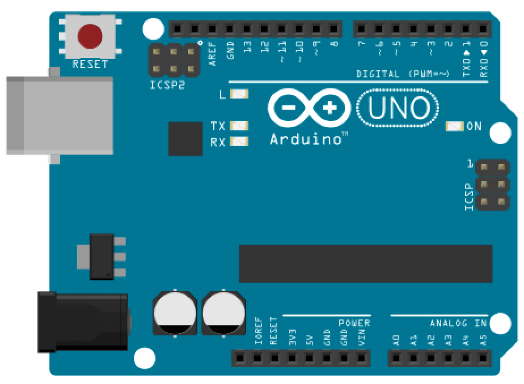 RESET
ICSP2
AREF
GND
13
12
~11
~10
~9
8
7
~6
~5
4
~3
2
TXD▶1
RXD◀0
DIGITAL (PWM=~)
L
TX
RX
Arduino™
UNO
ON
1
ICSP
POWER
ANALOG IN
IOREF
RESET
3V3
5V
GND
GND
VIN
A0
A1
A2
A3
A4
A5